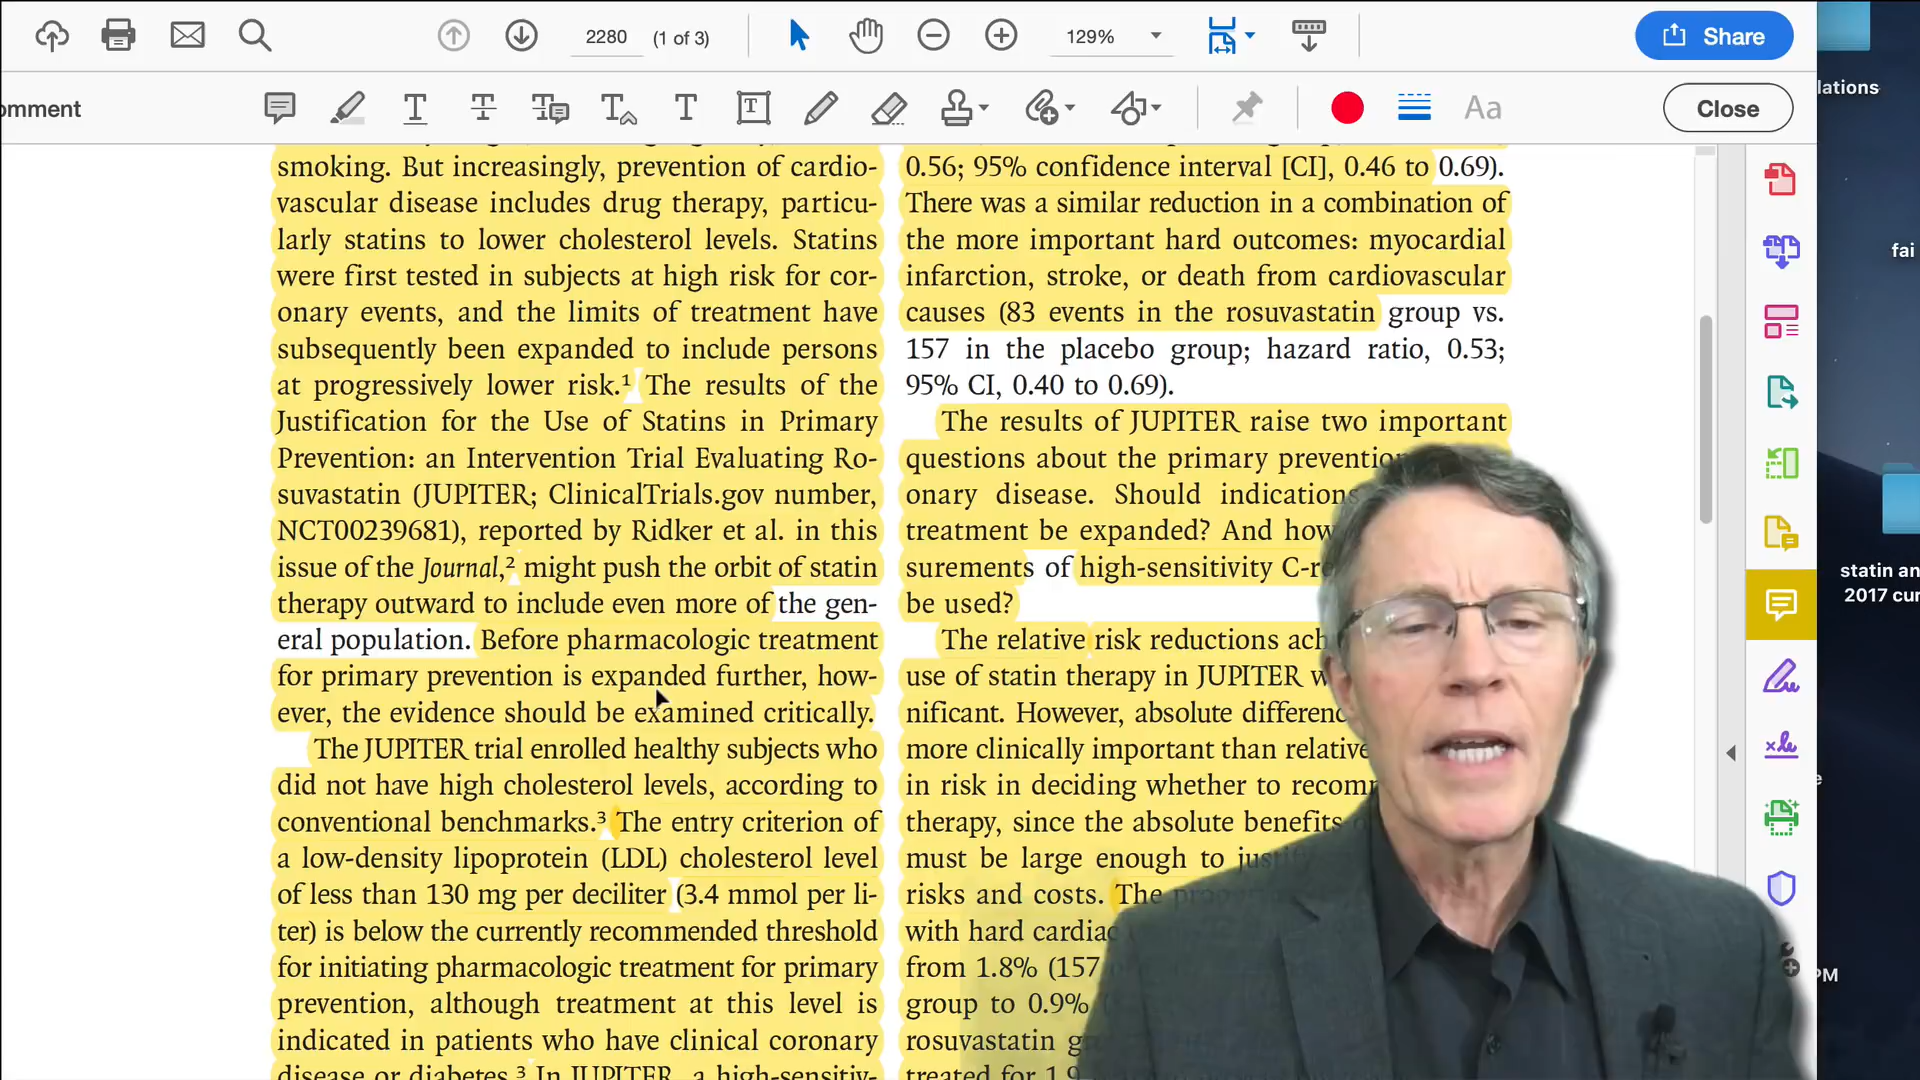 2280 (1 of 3)
129%
Share
omment
Close
smoking. But increasingly, prevention of cardio-
vascular disease includes drug therapy, particu-
larly statins to lower cholesterol levels. Statins
were first tested in subjects at high risk for cor-
onary events, and the limits of treatment have
subsequently been expanded to include persons
at progressively lower risk.¹ The results of the
Justification for the Use of Statins in Primary
Prevention: an Intervention Trial Evaluating Ro-
suvastatin (JUPITER; ClinicalTrials.gov number,
NCT00239681), reported by Ridker et al. in this
issue of the Journal,² might push the orbit of statin
therapy outward to include even more of the gen-
eral population. Before pharmacologic treatment
for primary prevention is expanded further, how-
ever, the evidence should be examined critically.
The JUPITER trial enrolled healthy subjects who
did not have high cholesterol levels, according to
conventional benchmarks.³ The entry criterion of
a low-density lipoprotein (LDL) cholesterol level
of less than 130 mg per deciliter (3.4 mmol per li-
ter) is below the currently recommended threshold
for initiating pharmacologic treatment for primary
prevention, although treatment at this level is
indicated in patients who have clinical coronary
disease or diabetes.³ In JUPITER, a high-sensitiv-
0.56; 95% confidence interval [CI], 0.46 to 0.69).
There was a similar reduction in a combination of
the more important hard outcomes: myocardial
infarction, stroke, or death from cardiovascular
causes (83 events in the rosuvastatin group vs.
157 in the placebo group; hazard ratio, 0.53;
95% CI, 0.40 to 0.69).
The results of JUPITER raise two important
questions about the primary prevention
onary disease. Should indications
treatment be expanded? And how
surements of high-sensitivity C-re
be used?
The relative risk reductions ach
use of statin therapy in JUPITER w
nificant. However, absolute differenc
more clinically important than relative
in risk in deciding whether to recom
therapy, since the absolute benefits
must be large enough to justify
risks and costs. The
with hard cardiac
from 1.8% (157
group to 0.9% (
rosuvastatin g
treated for 1.9
lations
fai
statin an
2017 cur
PM